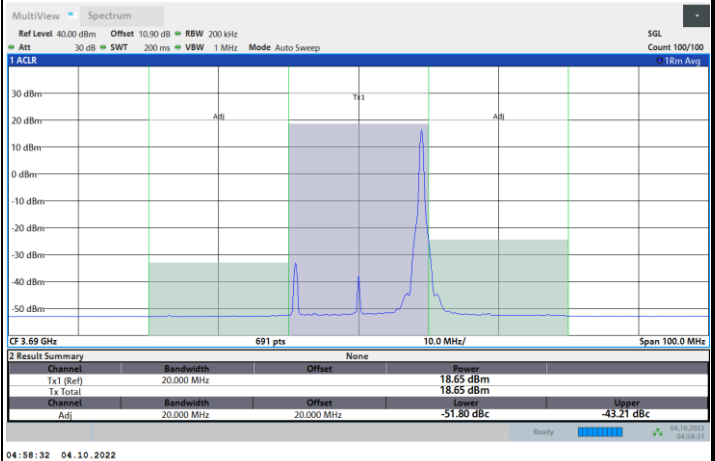 MultiView Spectrum
Ref Level 40.00 dBm Offset 10.90 dB RBW 200 kHz SGL
Att 30 dB SWT 200 ms VBW 1 MHz Mode Auto Sweep Count 100/100
1 ACLR 1Rm Avg
30 dBm
Tx1
20 dBm
Adj Adj
10 dBm
0 dBm
-10 dBm
-20 dBm
-30 dBm
-40 dBm
-50 dBm
CF 3.69 GHz 691 pts 10.0 MHz/ Span 100.0 MHz
2 Result Summary None
Channel Bandwidth Offset Power
Tx1 (Ref) 20.000 MHz 18.65 dBm
Tx Total 18.65 dBm
Channel Bandwidth Offset Lower Upper
Adj 20.000 MHz 20.000 MHz -51.80 dBc -43.21 dBc
Ready 04.10.2022
04:58:31
04:58:32 04.10.2022